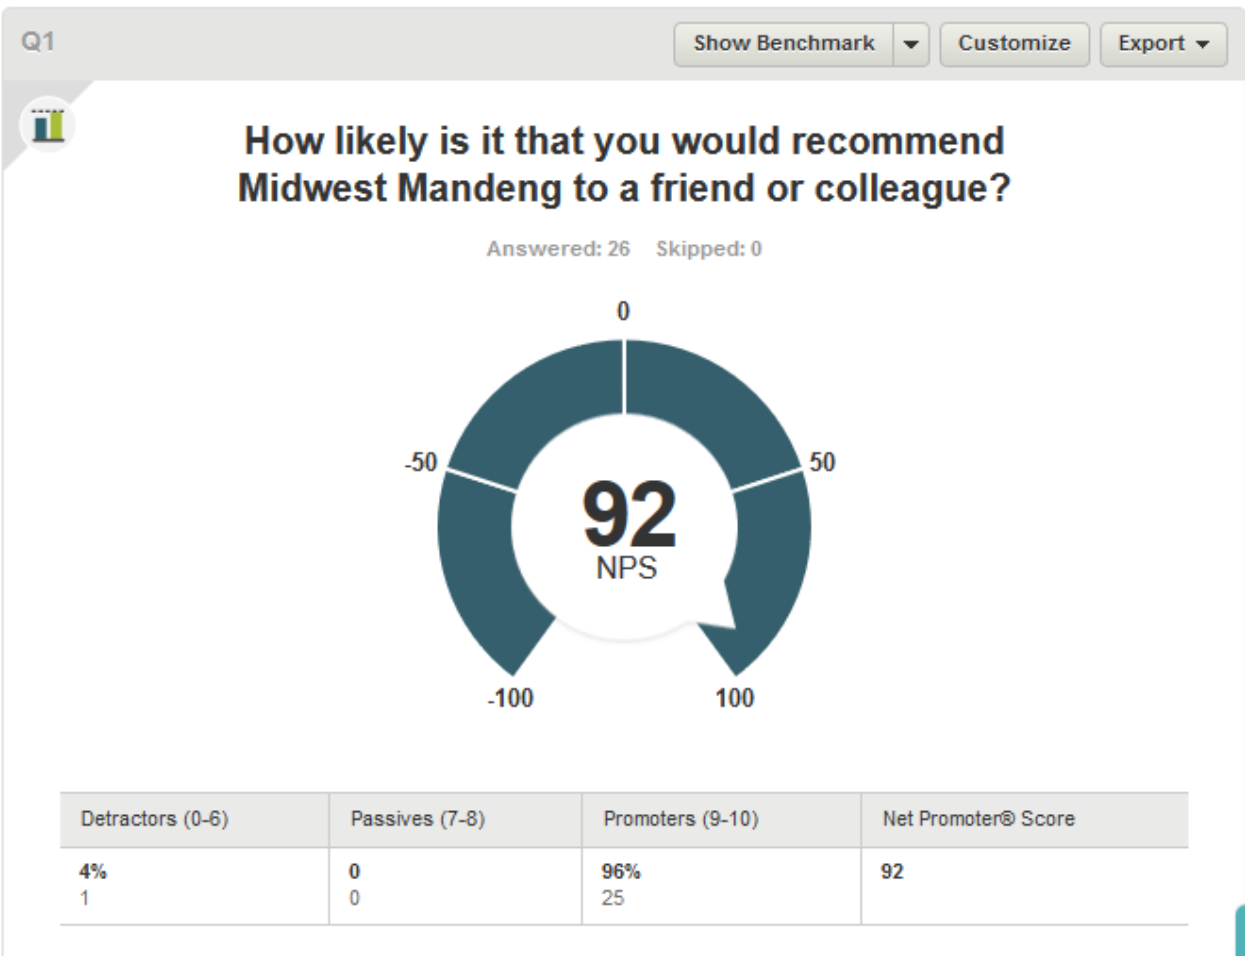 Q1
Show Benchmark
Customize
Export
How likely is it that you would recommend
Midwest Mandeng to a friend or colleague?
Answered: 26 Skipped: 0
0
-50
50
92
NPS
-100
100
Detractors (0-6) Passives (7-8) Promoters (9-10) Net Promoter® Score
4% 0 96% 92
1 0 25